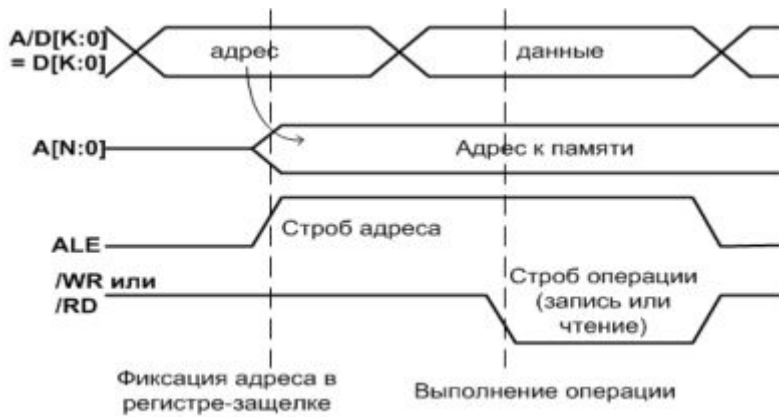 A/D[K:0]
= D[K:0]
адрес
данные
A[N:0]
Адрес к памяти
ALE
Строб адреса
/WR или
/RD
Строб операции
(запись или
чтение)
Фиксация адреса в
регистре-защелке
Выполнение операции